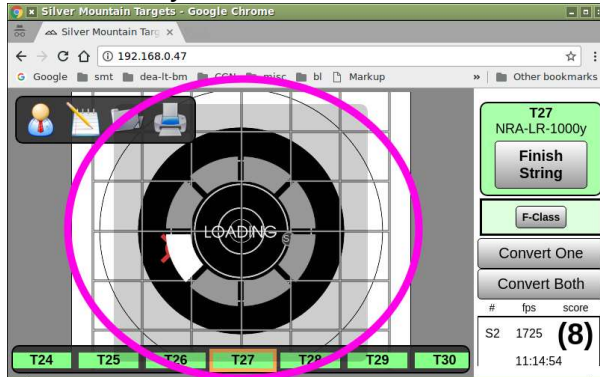 Silver Mountain Targets - Google Chrome
Silver Mountain Targ
192.168.0.47
Google smt dea-lt-bm CGN misc bl Markup » Other bookmarks
T27
NRA-LR-1000y
Finish
String
F-Class
Convert One
Convert Both
# fps score
S2 1725 (8)
11:14:54
LOADING
S
T24 T25 T26 T27 T28 T29 T30